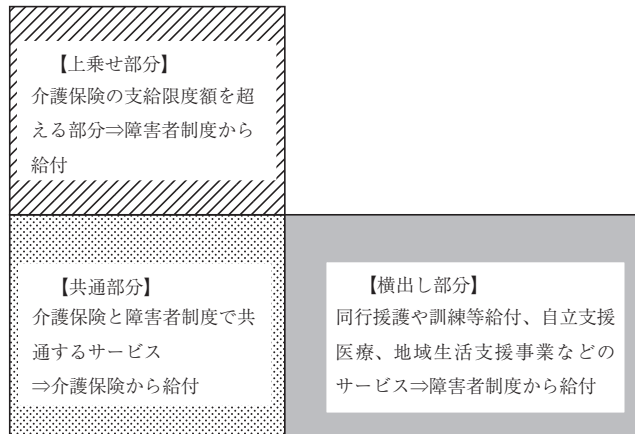 【上乗せ部分】
介護保険の支給限度額を超
える部分⇒障害者制度から
給付
【共通部分】
介護保険と障害者制度で共
通するサービス
⇒介護保険から給付
【横出し部分】
同行援護や訓練等給付、自立支援
医療、地域生活支援事業などの
サービス⇒障害者制度から給付